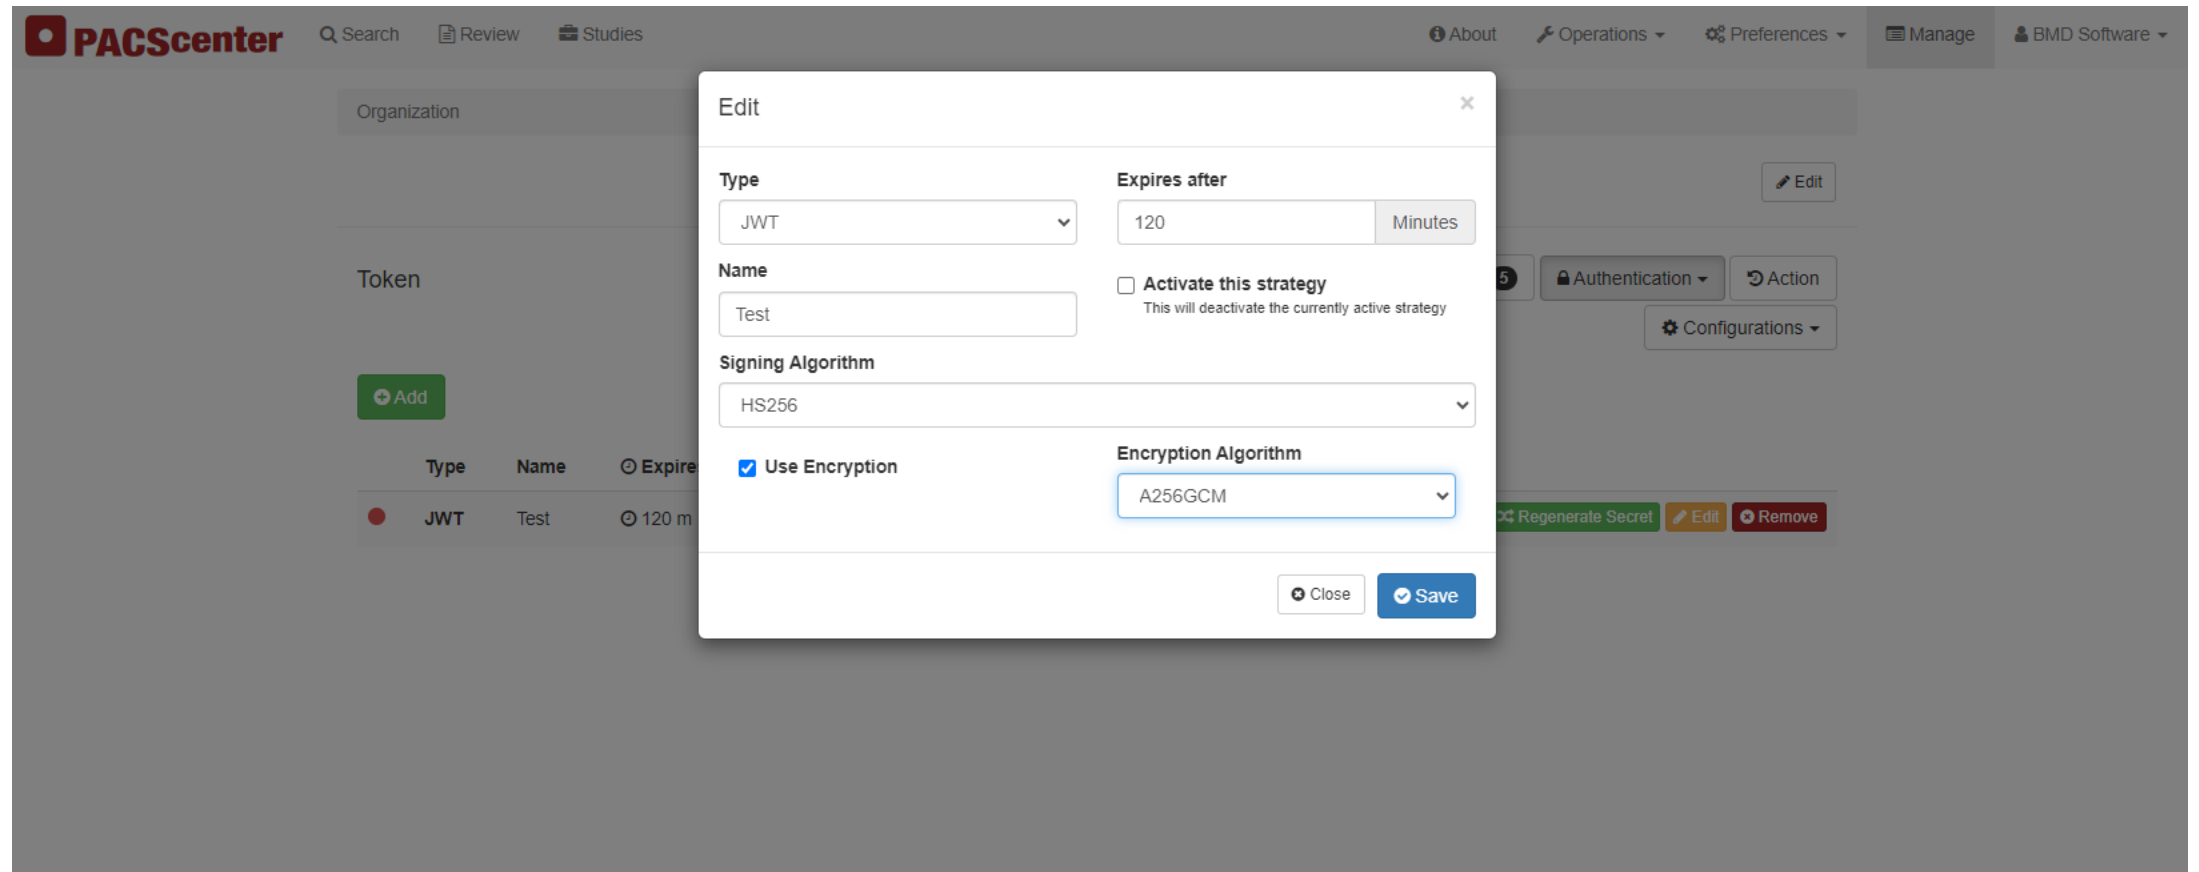 PACScenter Search Review Studies About Operations Preferences Manage BMD Software
Organization
Edit
Edit
×
Type
Expires after
JWT
120 Minutes
Name
Activate this strategy
This will deactivate the currently active strategy
Test
Signing Algorithm
HS256
Use Encryption
Encryption Algorithm
A256GCM
Close Save
Token
5 Authentication Action
Configurations
Add
Type Name Expire
JWT Test 120 m Regenerate Secret Edit Remove